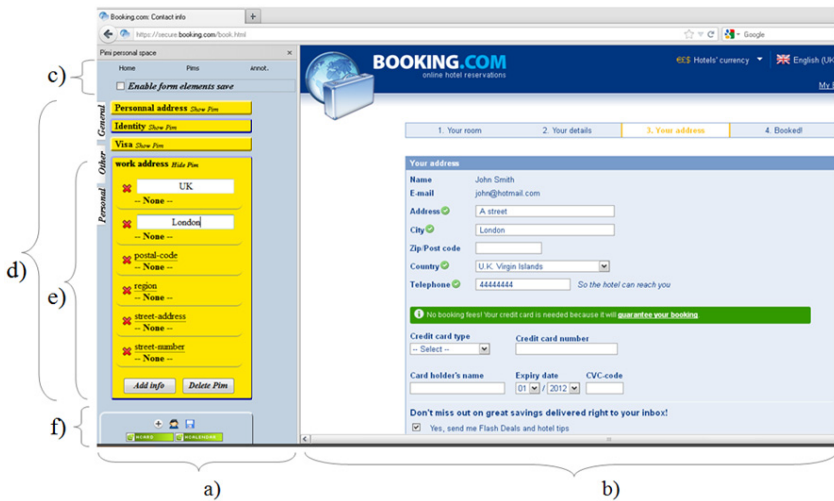 Booking.com: Contact info
+
https://secure.booking.com/book.html
Google
Pimi personal space
×
Home Pims Annot..
Enable form elements save
General
Other
Personal
Personnal address Show Pim
Identity Show Pim
Visa Show Pim
work address Hide Pim
UK
-- None --
London
-- None --
postal-code
-- None --
region
-- None --
street-address
-- None --
street-number
-- None --
Add info Delete Pim
c)
d)
e)
f)
a)
b)
BOOKING.COM
online hotel reservations
€£$ Hotels' currency
English (UK
1. Your room
2. Your details
3. Your address
4. Booked!
Your address
Name John Smith
E-mail john@hotmail.com
Address A street
City London
Zip/Post code
Country U.K. Virgin Islands
Telephone 44444444 So the hotel can reach you
No booking fees! Your credit card is needed because it will guarantee your booking
Credit card type Credit card number
-- Select --
Card holder's name Expiry date CVC-code
01 / 2012
Don't miss out on great savings delivered right to your inbox!
Yes, send me Flash Deals and hotel tips